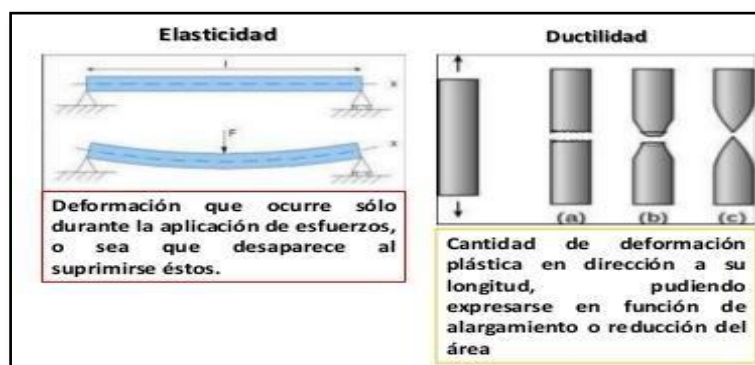 Elasticidad
l
x
F
x
Deformación que ocurre sólo
durante la aplicación de esfuerzos,
o sea que desaparece al
suprimirse éstos.
Ductilidad
(a) (b) (c)
Cantidad de deformación
plástica en dirección a su
longitud, pudiendo
expresarse en función de
alargamiento o reducción del
área